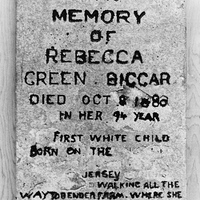 MEMORY
OF
REBECCA
GREEN. BIGGAR
DIED OCT 8 1880
IN HER 94 YEAR
FIRST WHITE CHILD
BORN ON THE
JERSEY
WALKING ALL THE
WAY TO BENDER FARM. WHERE SHE